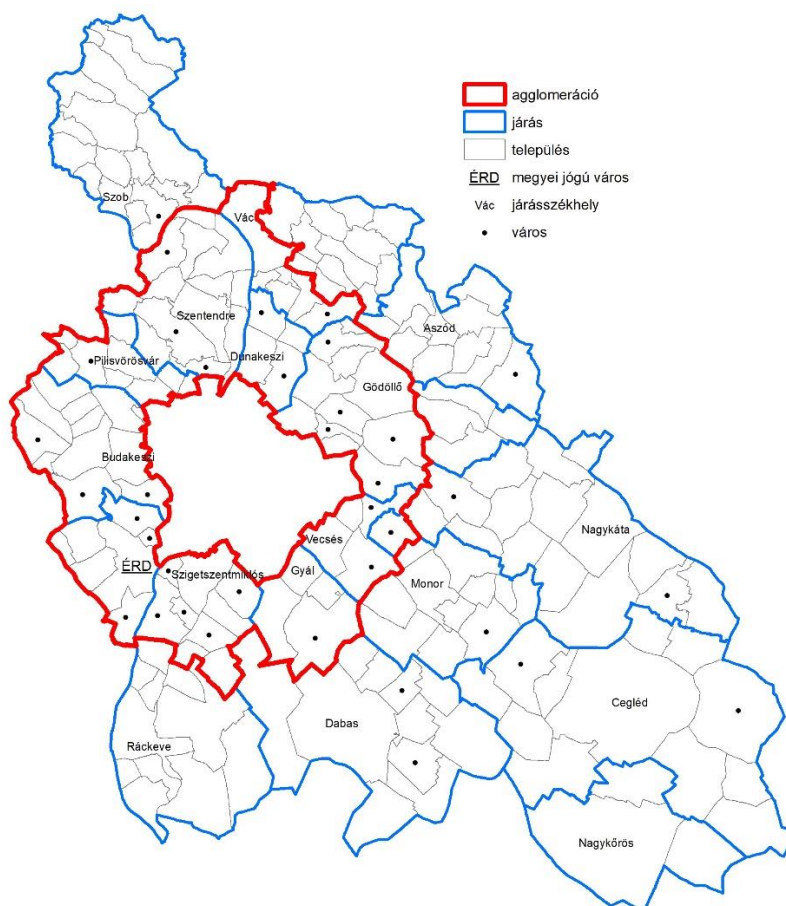 agglomeráció
járás
település
ÉRD megyei jógú város
Vác járásszékhely
város
Szob
Vác
Szentendre
Aszód
Pilisvörösvár
Dunakeszi
Gödöllő
Budakeszi
Nagykáta
Vecsés
ÉRD
Szigetszentmiklós
Gyál
Monor
Cegléd
Dabas
Ráckeve
Nagykőrös